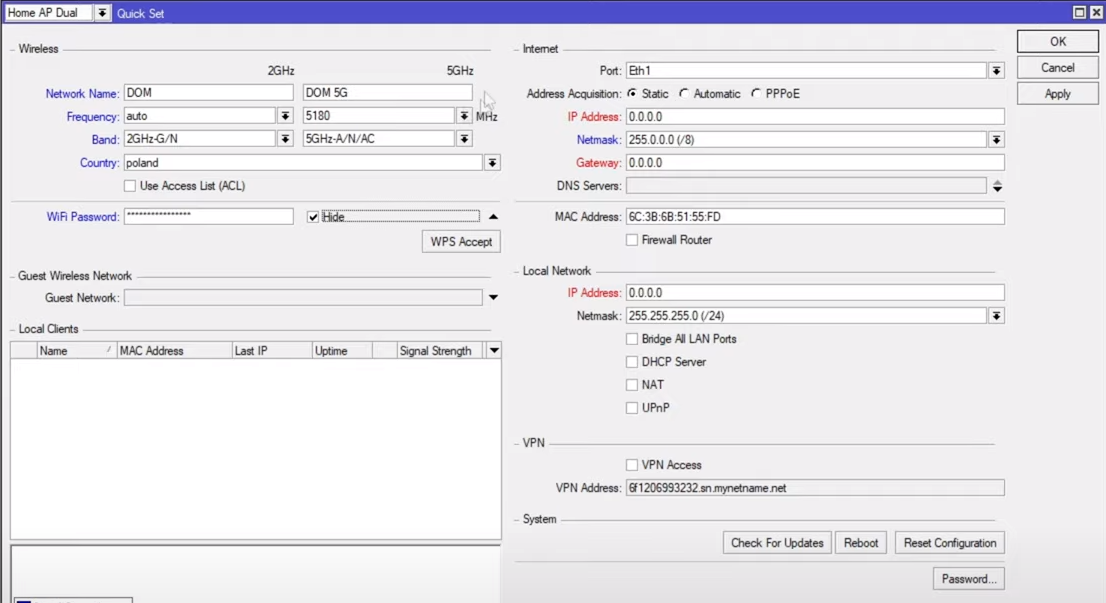 Home AP Dual Quick Set
Wireless
2GHz 5GHz
Network Name: DOM DOM 5G
Frequency: auto 5180 MHz
Band: 2GHz-G/N 5GHz-A/N/AC
Country: poland
Use Access List (ACL)
WiFi Password: **************** Hide
WPS Accept
Guest Wireless Network
Guest Network:
Local Clients
Name MAC Address Last IP Uptime Signal Strength
Internet
Port: Eth1
Address Acquisition: Static Automatic PPPoE
IP Address: 0.0.0.0
Netmask: 255.0.0.0 (/8)
Gateway: 0.0.0.0
DNS Servers:
MAC Address: 6C:3B:6B:51:55:FD
Firewall Router
Local Network
IP Address: 0.0.0.0
Netmask: 255.255.255.0 (/24)
Bridge All LAN Ports
DHCP Server
NAT
UPnP
VPN
VPN Access
VPN Address: 6f1206993232.sn.mynetname.net
System
Check For Updates Reboot Reset Configuration
Password...
OK
Cancel
Apply